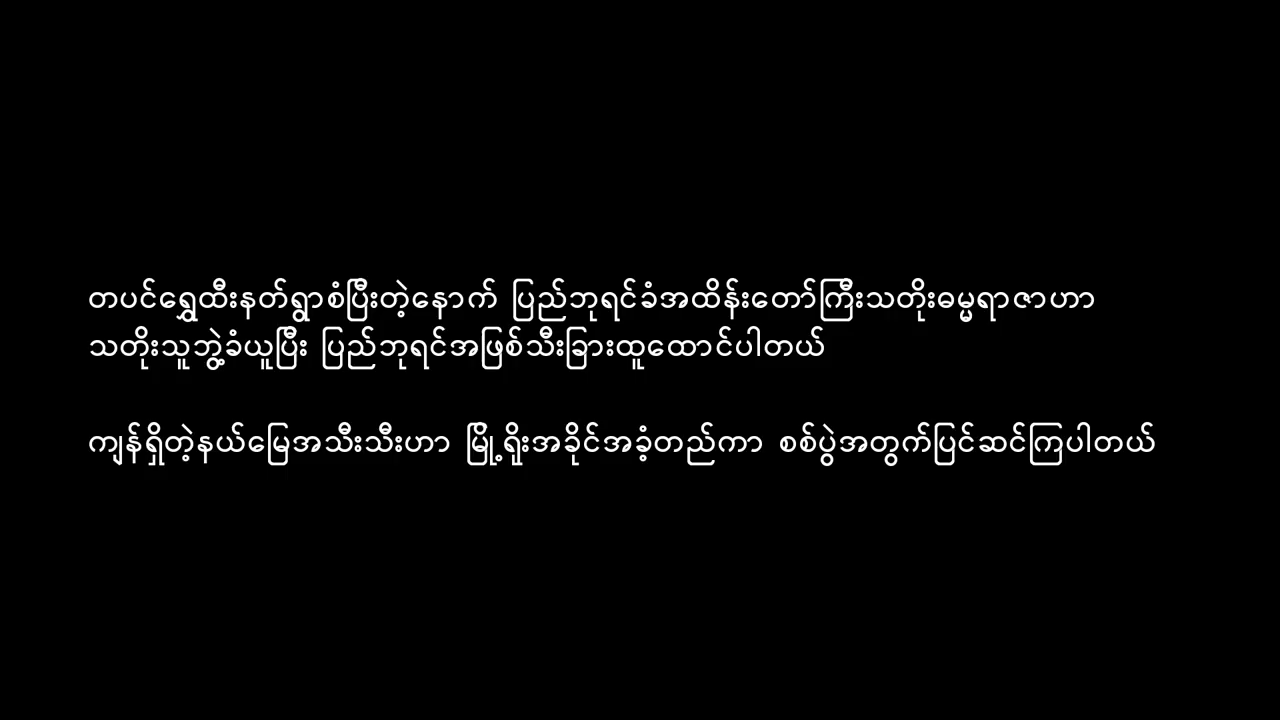 တပင်ရွှေထီးနတ်ရွာစံပြီးတဲ့နောက် ပြည်ဘုရင်ခံအထိန်းတော်ကြီးသတိုးဓမ္မရာဇာဟာ
သတိုးသူဘွဲ့ခံယူပြီး ပြည်ဘုရင်အဖြစ်သီးခြားထူထောင်ပါတယ်
ကျန်ရှိတဲ့နယ်မြေအသီးသီးဟာ မြို့ရိုးအခိုင်အခံ့တည်ကာ စစ်ပွဲအတွက်ပြင်ဆင်ကြပါတယ်